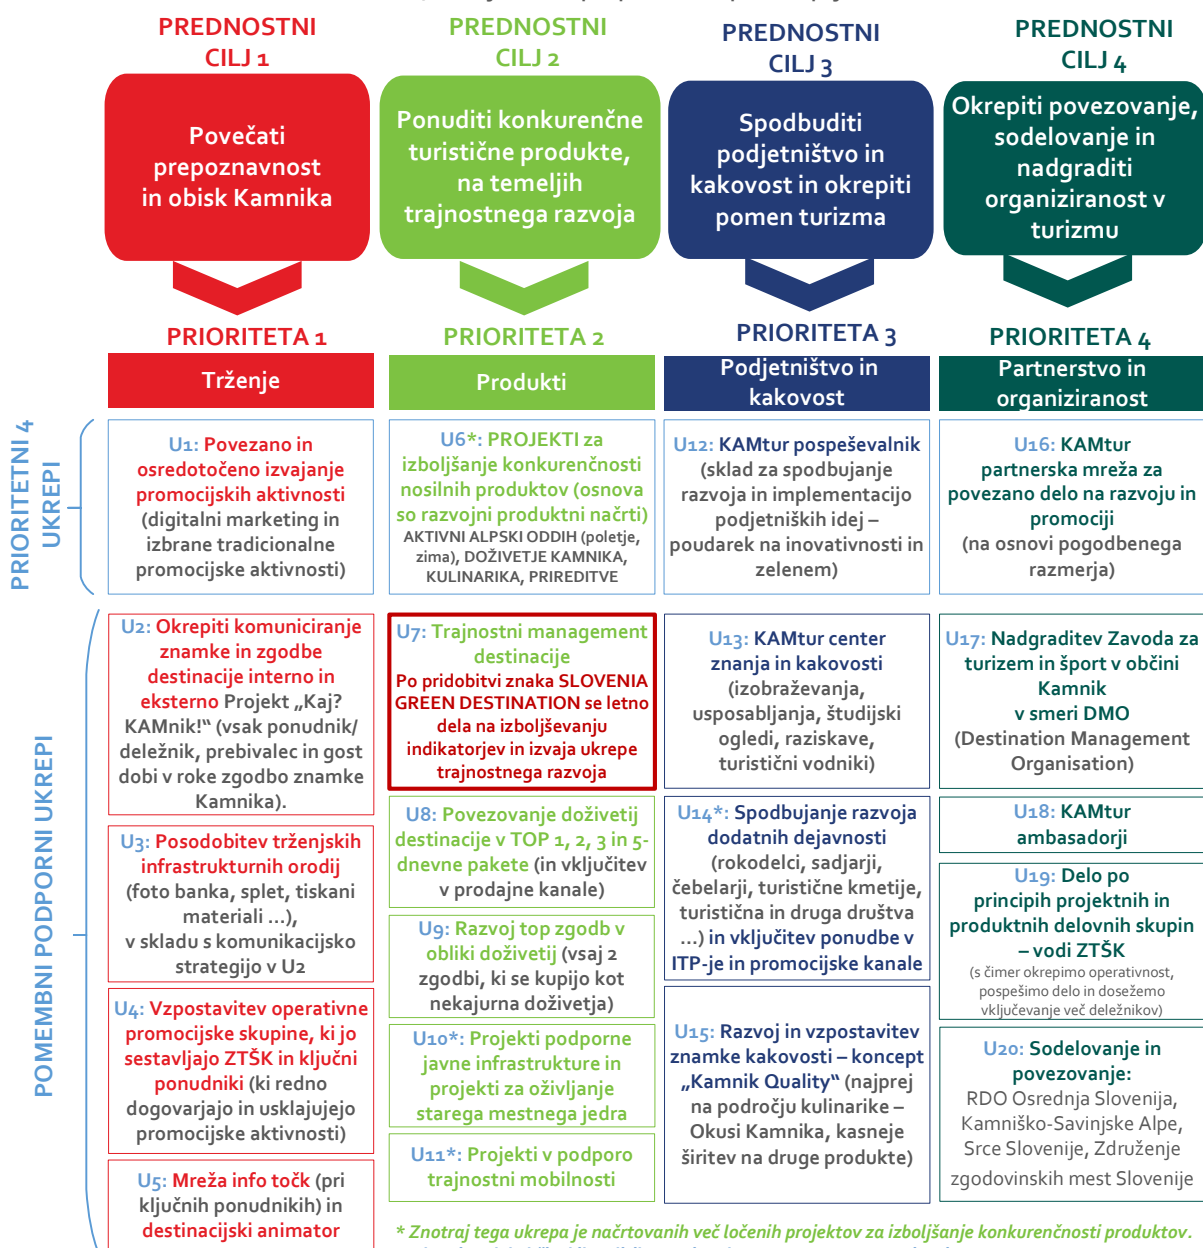 PREDNOSTNI
CILJ 1
Povečati
prepoznavnost
in obisk Kamnika
PRIORITETA 1
Trženje
PREDNOSTNI
CILJ 2
Ponuditi konkurenčne
turistične produkte,
na temeljih
trajnostnega razvoja
PRIORITETA 2
Produkti
PREDNOSTNI
CILJ 3
Spodbuditi
podjetništvo in
kakovost in okrepiti
pomen turizma
PRIORITETA 3
Podjetništvo in
kakovost
PREDNOSTNI
CILJ 4
Okrepiti povezovanje,
sodelovanje in
nadgraditi
organiziranost v
turizmu
PRIORITETA 4
Partnerstvo in
organiziranost
PRIORITETNI 4
UKREPI
U1: Povezano in
osredotočeno izvajanje
promocijskih aktivnosti
(digitalni marketing in
izbrane tradicionalne
promocijske aktivnosti)
U6*: PROJEKTI za
izboljšanje konkurenčnosti
nosilnih produktov (osnova
so razvojni produktni načrti)
AKTIVNI ALPSKI ODDIH (poletje,
zima), DOŽIVETJE KAMNIKA,
KULINARIKA, PRIREDITVE
U12: KAMtur pospeševalnik
(sklad za spodbujanje
razvoja in implementacijo
podjetniških idej –
poudarek na inovativnosti in
zelenem)
U16: KAMtur
partnerska mreža za
povezano delo na razvoju in
promociji
(na osnovi pogodbenega
razmerja)
POMEMBNI PODPORNI UKREPI
U2: Okrepiti komuniciranje
znamke in zgodbe
destinacije interno in
eksterno Projekt „Kaj?
KAMnik!“ (vsak ponudnik/
deležnik, prebivalec in gost
dobi v roke zgodbo znamke
Kamnika).
U3: Posodobitev trženjskih
infrastrukturnih orodij
(foto banka, splet, tiskani
materiali ...),
v skladu s komunikacijsko
strategijo v U2
U4: Vzpostavitev operativne
promocijske skupine, ki jo
sestavljajo ZTŠK in ključni
ponudniki (ki redno
dogovarjajo in usklajujejo
promocijske aktivnosti)
U5: Mreža info točk (pri
ključnih ponudnikih) in
destinacijski animator
U7: Trajnostni management
destinacije
Po pridobitvi znaka SLOVENIA
GREEN DESTINATION se letno
dela na izboljševanju
indikatorjev in izvaja ukrepe
trajnostnega razvoja
U8: Povezovanje doživetij
destinacije v TOP 1, 2, 3 in 5-
dnevne pakete (in vključitev
v prodajne kanale)
U9: Razvoj top zgodb v
obliki doživetij (vsaj 2
zgodbi, ki se kupijo kot
nekajurna doživetja)
U10*: Projekti podporne
javne infrastrukture in
projekti za oživljanje
starega mestnega jedra
U11*: Projekti v podporo
trajnostni mobilnosti
U13: KAMtur center
znanja in kakovosti
(izobraževanja,
usposabljanja, študijski
ogledi, raziskave,
turistični vodniki)
U14*: Spodbujanje razvoja
dodatnih dejavnosti
(rokodelci, sadjarji,
čebelarji, turistične kmetije,
turistična in druga društva
...) in vključitev ponudbe v
ITP-je in promocijske kanale
U15: Razvoj in vzpostavitev
znamke kakovosti – koncept
„Kamnik Quality“ (najprej
na področju kulinarike –
Okusi Kamnika, kasneje
širitev na druge produkte)
U17: Nadgraditev Zavoda za
turizem in šport v občini
Kamnik
v smeri DMO
(Destination Management
Organisation)
U18: KAMtur
ambasadorji
U19: Delo po
principih projektnih in
produktnih delovnih skupin
– vodi ZTŠK
(s čimer okrepimo operativnost,
pospešimo delo in dosežemo
vključevanje več deležnikov)
U20: Sodelovanje in
povezovanje:
RDO Osrednja Slovenija,
Kamniško-Savinjske Alpe,
Srce Slovenije, Združenje
zgodovinskih mest Slovenije
* Znotraj tega ukrepa je načrtovanih več ločenih projektov za izboljšanje konkurenčnosti produktov.